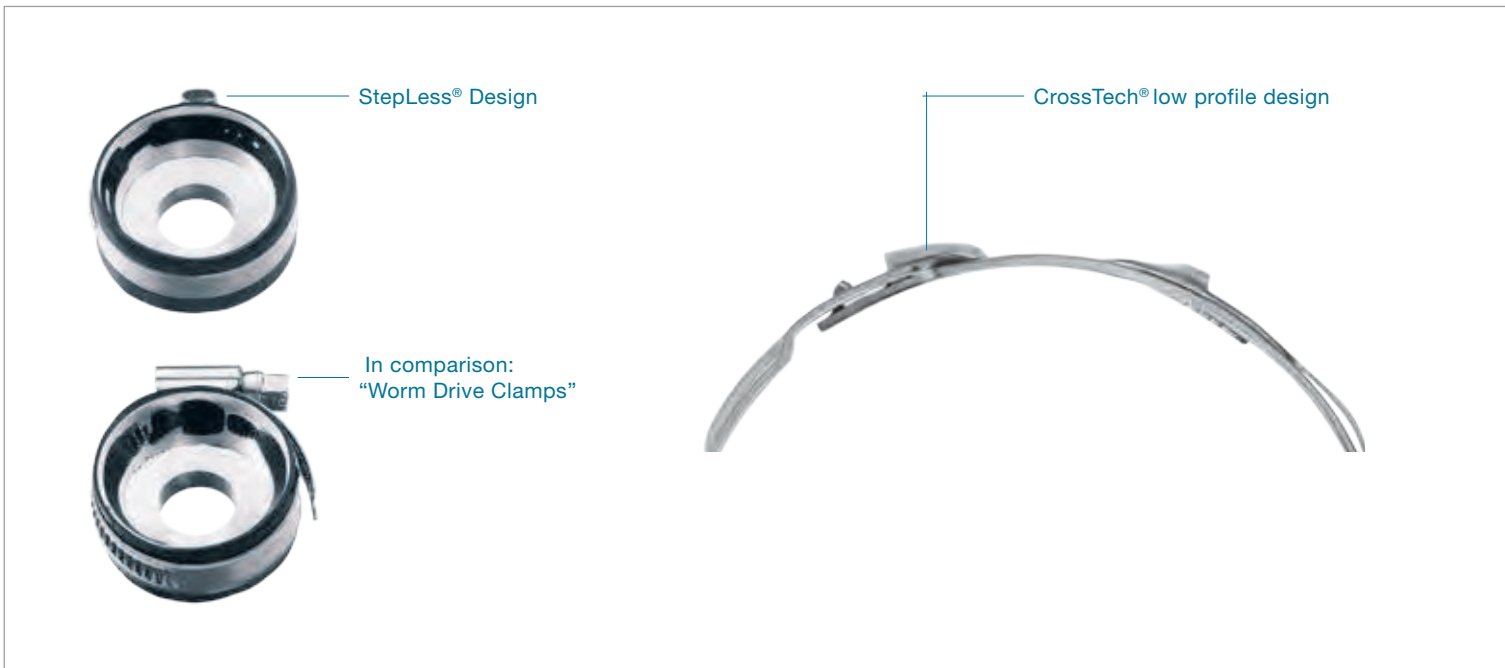 StepLess® Design
CrossTech® low profile design
In comparison:
“Worm Drive Clamps”